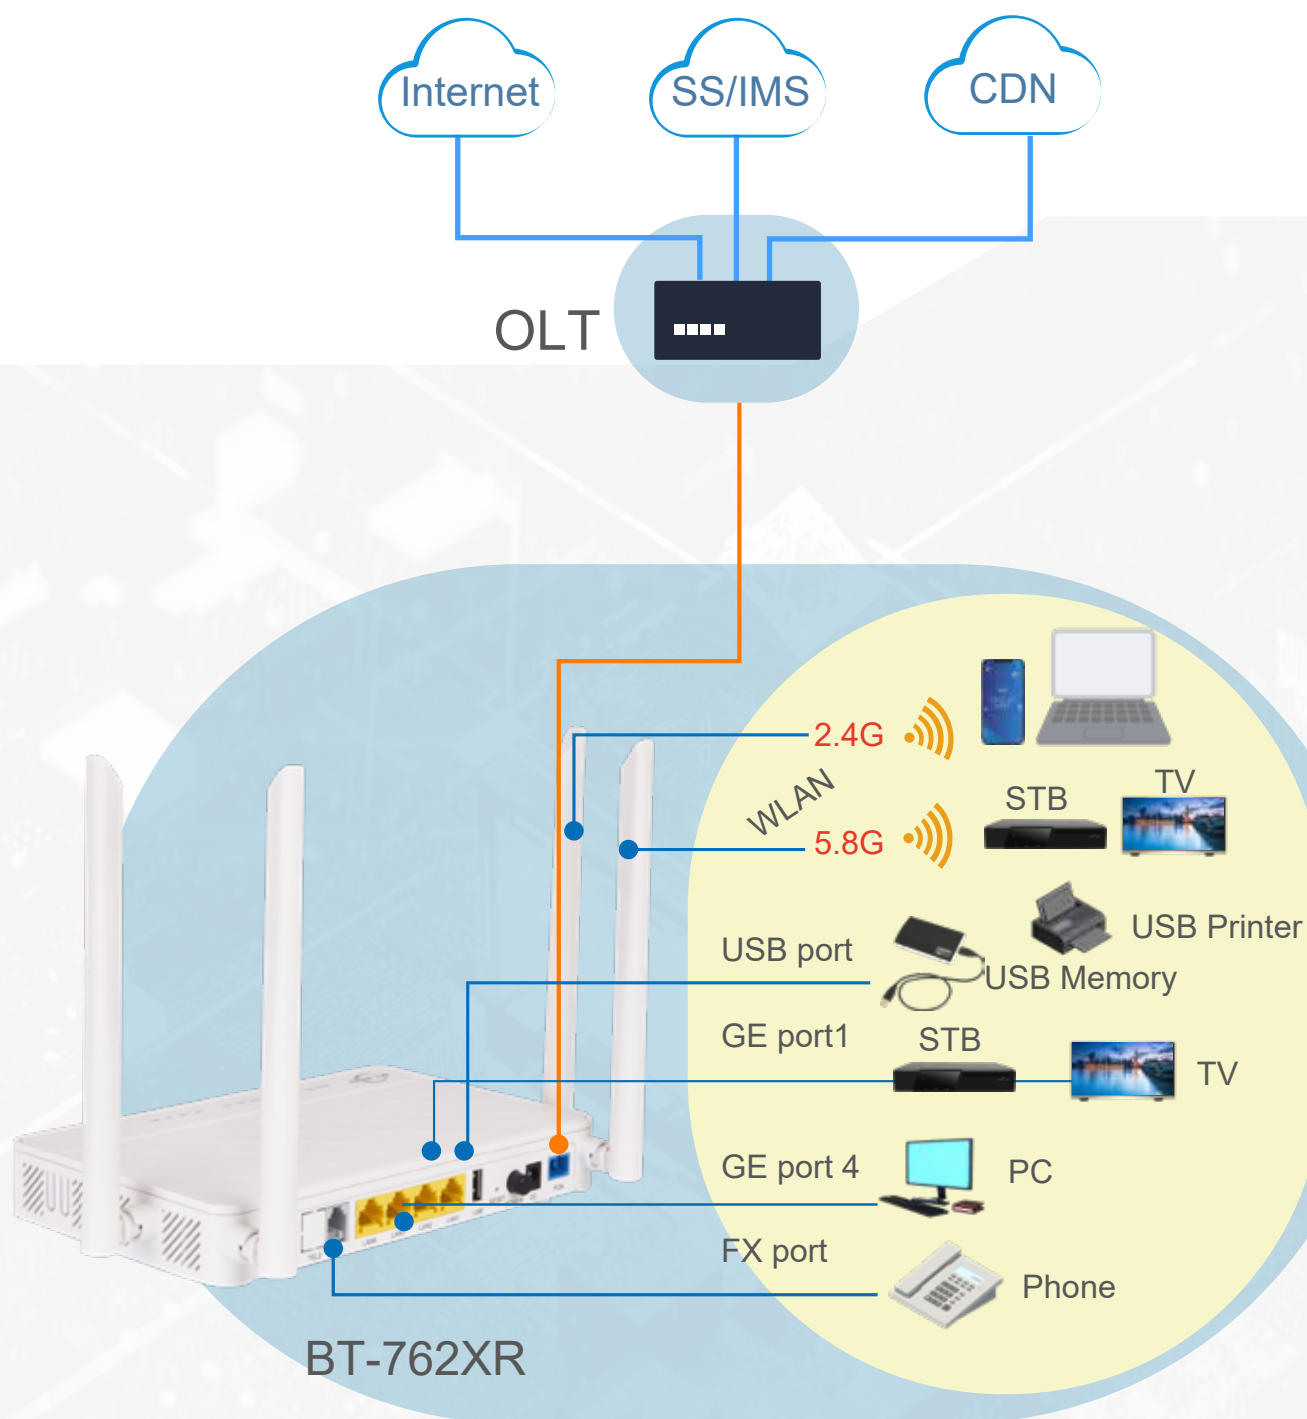 Internet
SS/IMS
CDN
OLT
2.4G
WLAN
5.8G
STB
TV
USB port
USB Printer
USB Memory
GE port1
STB
TV
GE port 4
PC
FX port
Phone
BT-762XR